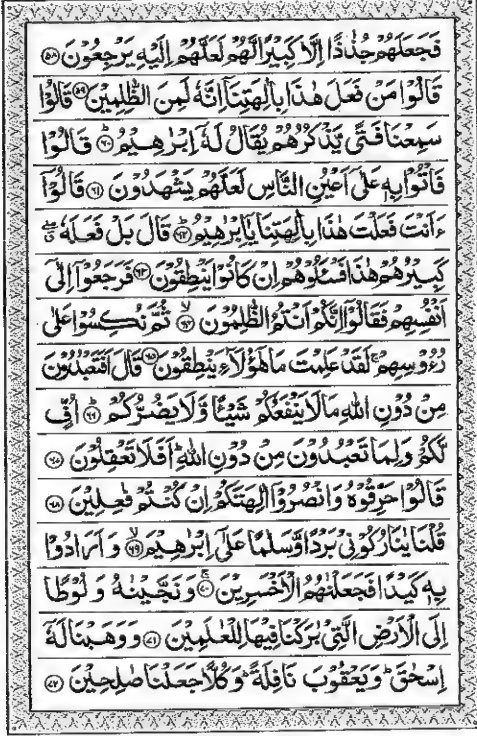 فَجَعَلَهُمْ جُذٰذًا اِلَّا كَبِيْرًا لَّهُمْ لَعَلَّهُمْ اِلَيْهِ يَرْجِعُوْنَ ﴿۵۸﴾
قَالُوْا مَنْ فَعَلَ هٰذَا بِاٰلِهَتِنَاۤ اِنَّهٗ لَمِنَ الظّٰلِمِيْنَ ﴿۵۹﴾ قَالُوْا
سَمِعْنَا فَتًى يَّذْكُرُهُمْ يُقَالُ لَهٗۤ اِبْرٰهِيْمُ ؕ ﴿۶۰﴾ قَالُوْا
فَاْتُوْا بِهٖ عَلٰۤى اَعْيُنِ النَّاسِ لَعَلَّهُمْ يَشْهَدُوْنَ ﴿۶۱﴾ قَالُوْۤا
ءَاَنْتَ فَعَلْتَ هٰذَا بِاٰلِهَتِنَا يٰۤاِبْرٰهِيْمُ ؕ ﴿۶۲﴾ قَالَ بَلْ فَعَلَهٗ ۖ
كَبِيْرُهُمْ هٰذَا فَسْـَٔلُوْهُمْ اِنْ كَانُوْا يَنْطِقُوْنَ ﴿۶۳﴾ فَرَجَعُوْۤا اِلٰۤى
اَنْفُسِهِمْ فَقَالُوْۤا اِنَّكُمْ اَنْتُمُ الظّٰلِمُوْنَ ۙ ﴿۶۴﴾ ثُمَّ نُكِسُوْا عَلٰى
رُءُوْسِهِمْ ۚ لَقَدْ عَلِمْتَ مَا هٰۤؤُلَآءِ يَنْطِقُوْنَ ﴿۶۵﴾ قَالَ اَفَتَعْبُدُوْنَ
مِنْ دُوْنِ اللّٰهِ مَا لَا يَنْفَعُكُمْ شَيْـًٔا وَّلَا يَضُرُّكُمْ ؕ ﴿۶۶﴾ اُفٍّ
لَّكُمْ وَلِمَا تَعْبُدُوْنَ مِنْ دُوْنِ اللّٰهِ ؕ اَفَلَا تَعْقِلُوْنَ ﴿۶۷﴾
قَالُوْا حَرِّقُوْهُ وَانْصُرُوْۤا اٰلِهَتَكُمْ اِنْ كُنْتُمْ فٰعِلِيْنَ ﴿۶۸﴾
قُلْنَا يٰنَارُ كُوْنِيْ بَرْدًا وَّسَلٰمًا عَلٰۤى اِبْرٰهِيْمَ ۙ ﴿۶۹﴾ وَ اَرَادُوْا
بِهٖ كَيْدًا فَجَعَلْنٰهُمُ الْاَخْسَرِيْنَ ۚ ﴿۷۰﴾ وَ نَجَّيْنٰهُ وَ لُوْطًا
اِلَى الْاَرْضِ الَّتِيْ بٰرَكْنَا فِيْهَا لِلْعٰلَمِيْنَ ﴿۷۱﴾ وَ وَهَبْنَا لَهٗۤ
اِسْحٰقَ ؕ وَيَعْقُوْبَ نَافِلَةً ؕ وَكُلًّا جَعَلْنَا صٰلِحِيْنَ ﴿۷۲﴾